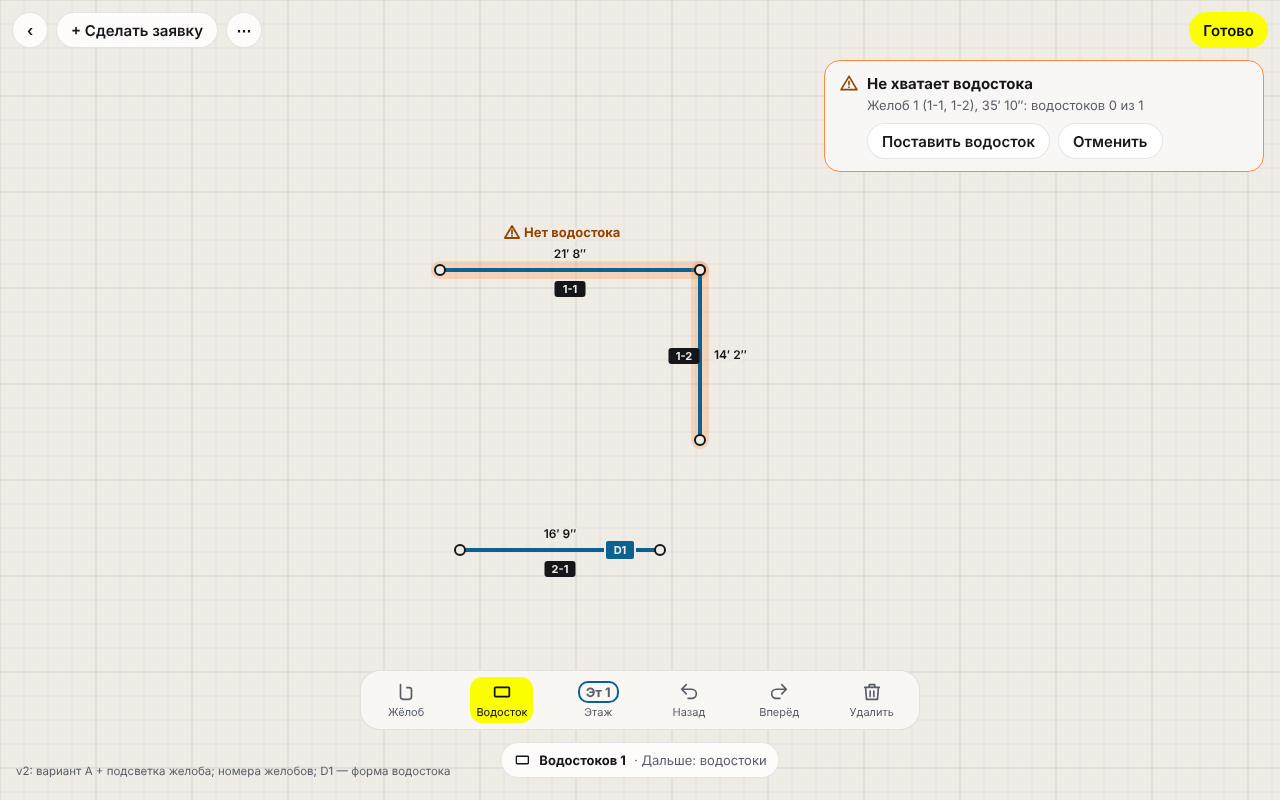 ‹
+ Сделать заявку
···
Готово
Не хватает водостока
Желоб 1 (1-1, 1-2), 35′ 10″: водостоков 0 из 1
Поставить водосток
Отменить
Нет водостока
21′ 8″
1-1
1-2
14′ 2″
16′ 9″
D1
2-1
Эт 1
Жёлоб
Водосток
Этаж
Назад
Вперёд
Удалить
Водостоков 1 · Дальше: водостоки
v2: вариант A + подсветка желоба; номера желобов; D1 — форма водостока